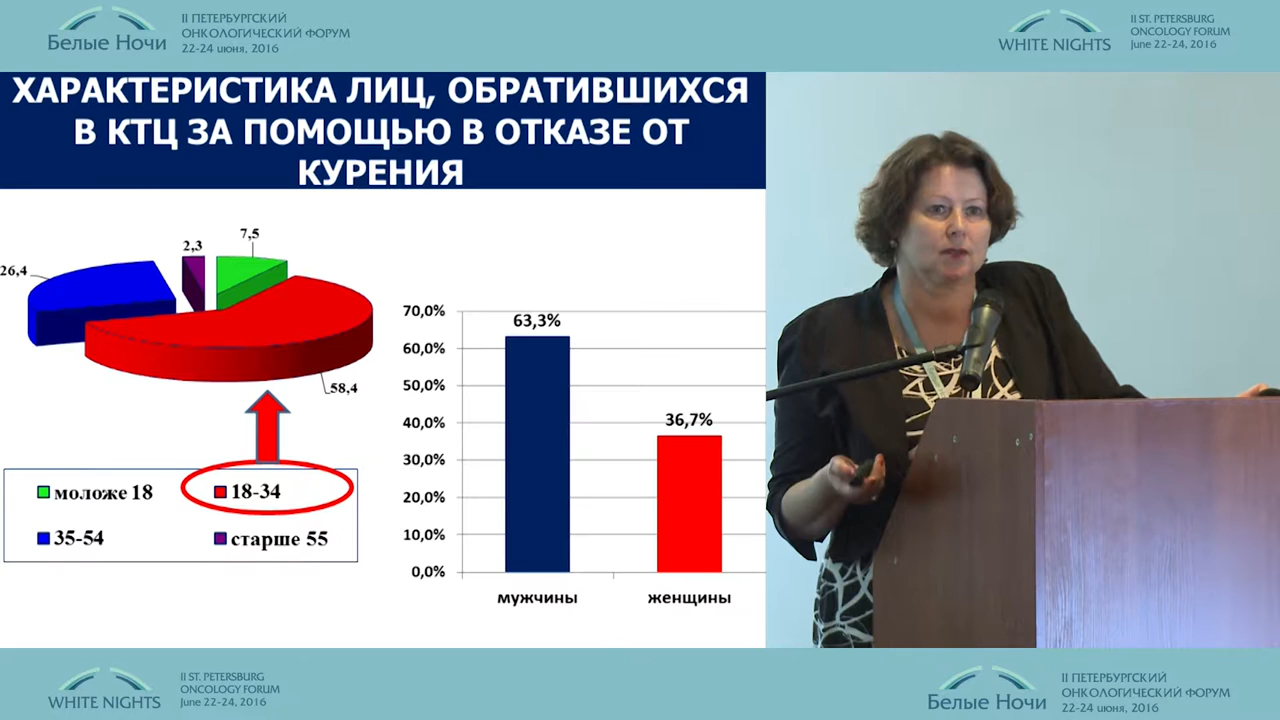 Белые Ночи
II ПЕТЕРБУРГСКИЙ
ОНКОЛОГИЧЕСКИЙ ФОРУМ
22-24 июня, 2016
WHITE NIGHTS
II ST. PETERSBURG
ONCOLOGY FORUM
June 22-24, 2016
ХАРАКТЕРИСТИКА ЛИЦ, ОБРАТИВШИХСЯ
В КТЦ ЗА ПОМОЩЬЮ В ОТКАЗЕ ОТ
КУРЕНИЯ
26,4
2,3
7,5
58,4
моложе 18
18-34
35-54
старше 55
70,0%
60,0%
50,0%
40,0%
30,0%
20,0%
10,0%
0,0%
63,3%
36,7%
мужчины
женщины
WHITE NIGHTS
II ST. PETERSBURG
ONCOLOGY FORUM
June 22-24, 2016
Белые Ночи
II ПЕТЕРБУРГСКИЙ
ОНКОЛОГИЧЕСКИЙ ФОРУМ
22-24 июня, 2016